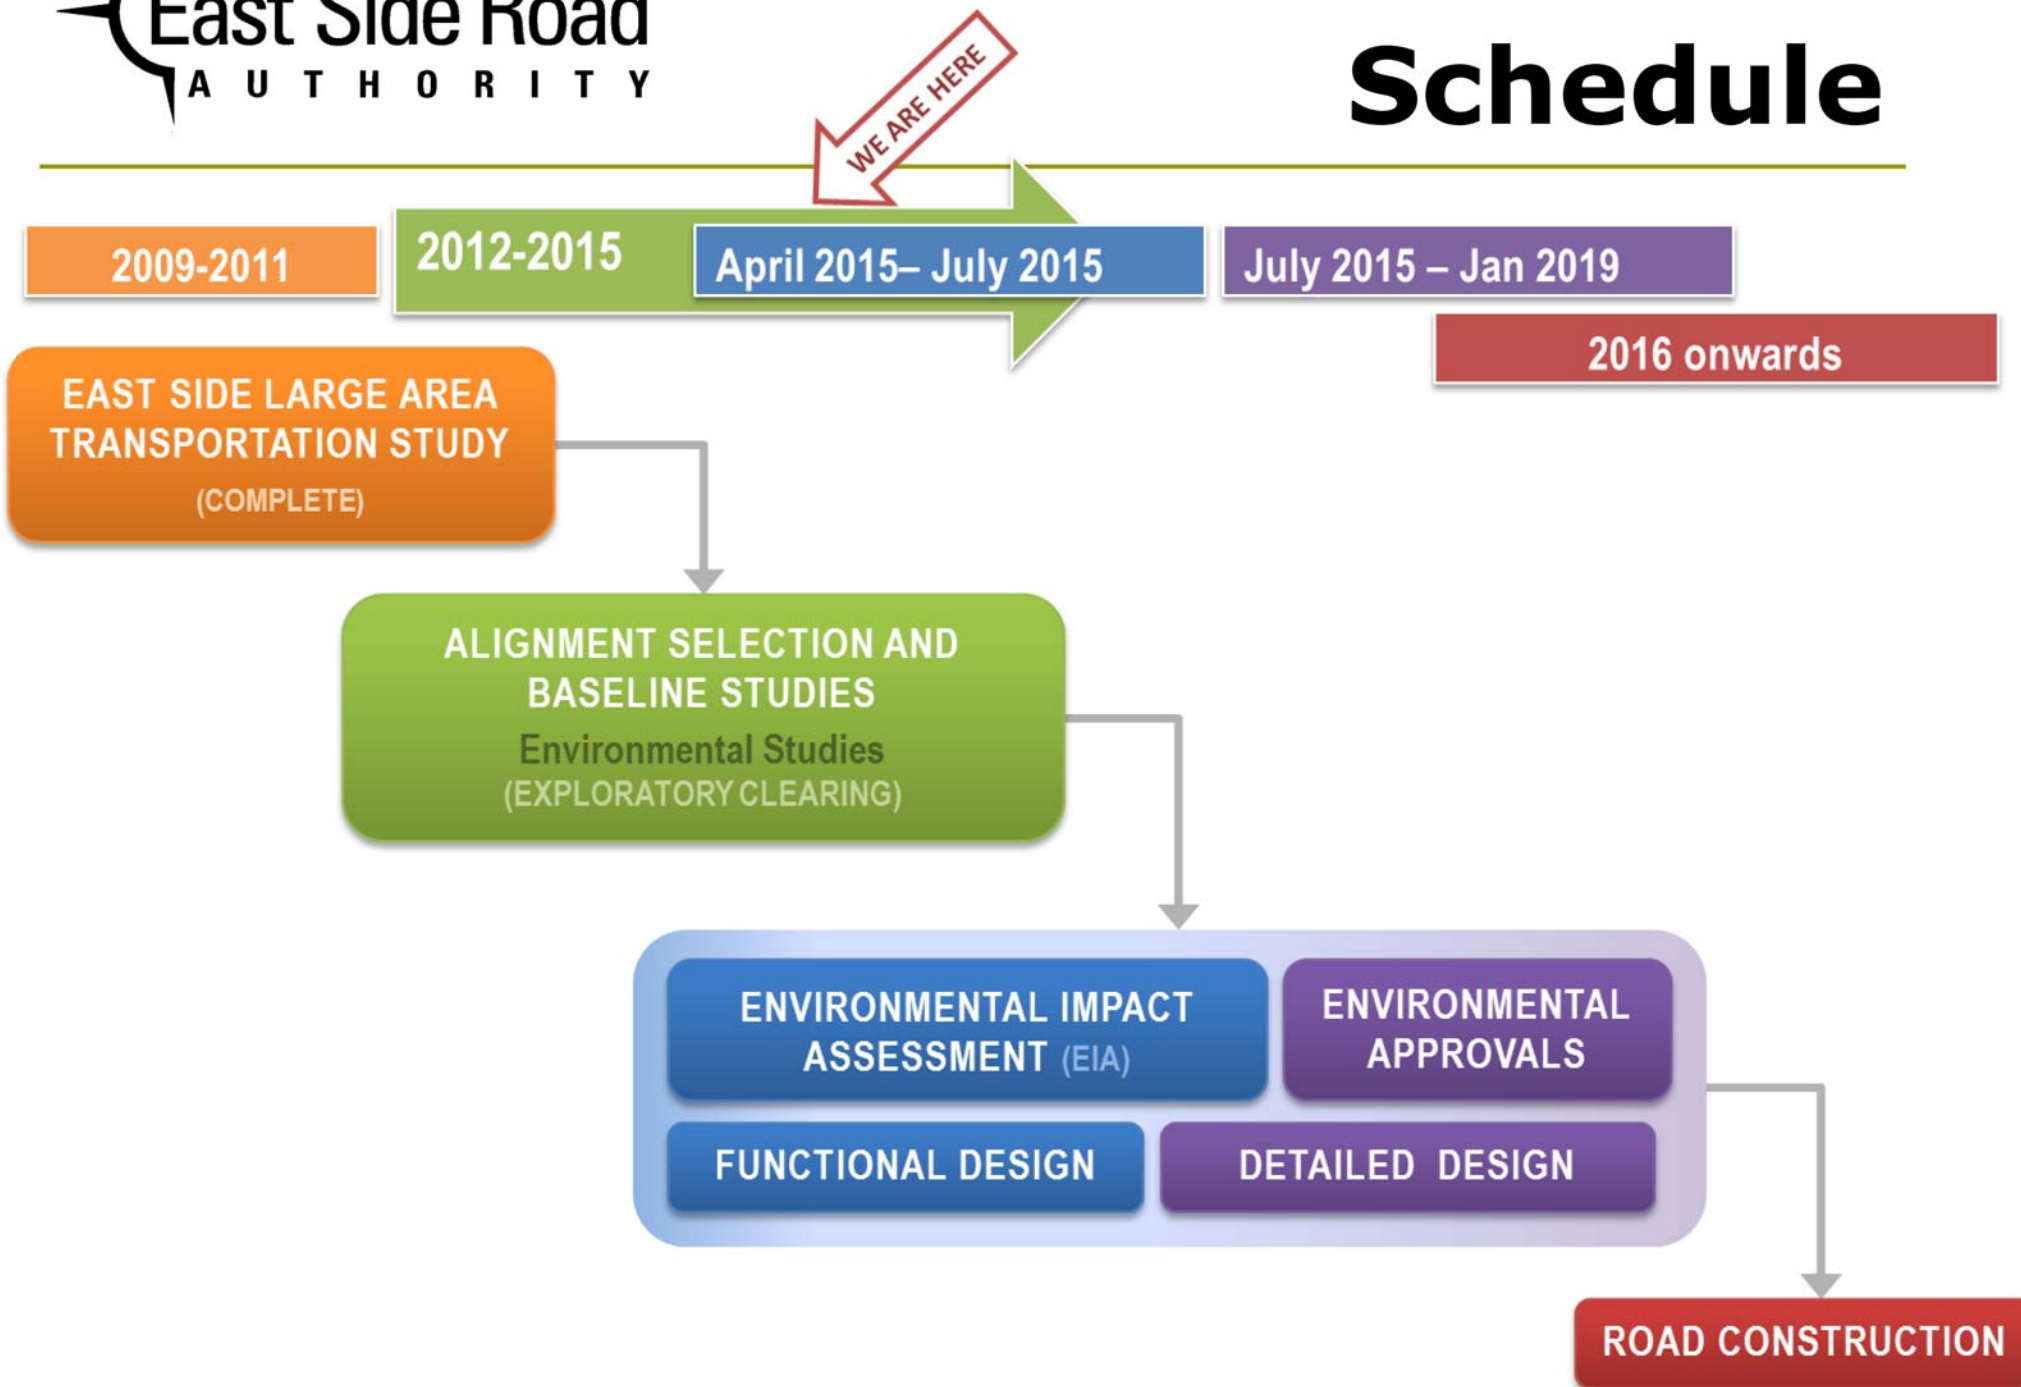 East Side Road
AUTHORITY
WE ARE HERE
Schedule
2009-2011
2012-2015
April 2015– July 2015
July 2015 – Jan 2019
2016 onwards
EAST SIDE LARGE AREA
TRANSPORTATION STUDY
(COMPLETE)
ALIGNMENT SELECTION AND
BASELINE STUDIES
Environmental Studies
(EXPLORATORY CLEARING)
ENVIRONMENTAL IMPACT
ASSESSMENT (EIA)
ENVIRONMENTAL
APPROVALS
FUNCTIONAL DESIGN
DETAILED DESIGN
ROAD CONSTRUCTION